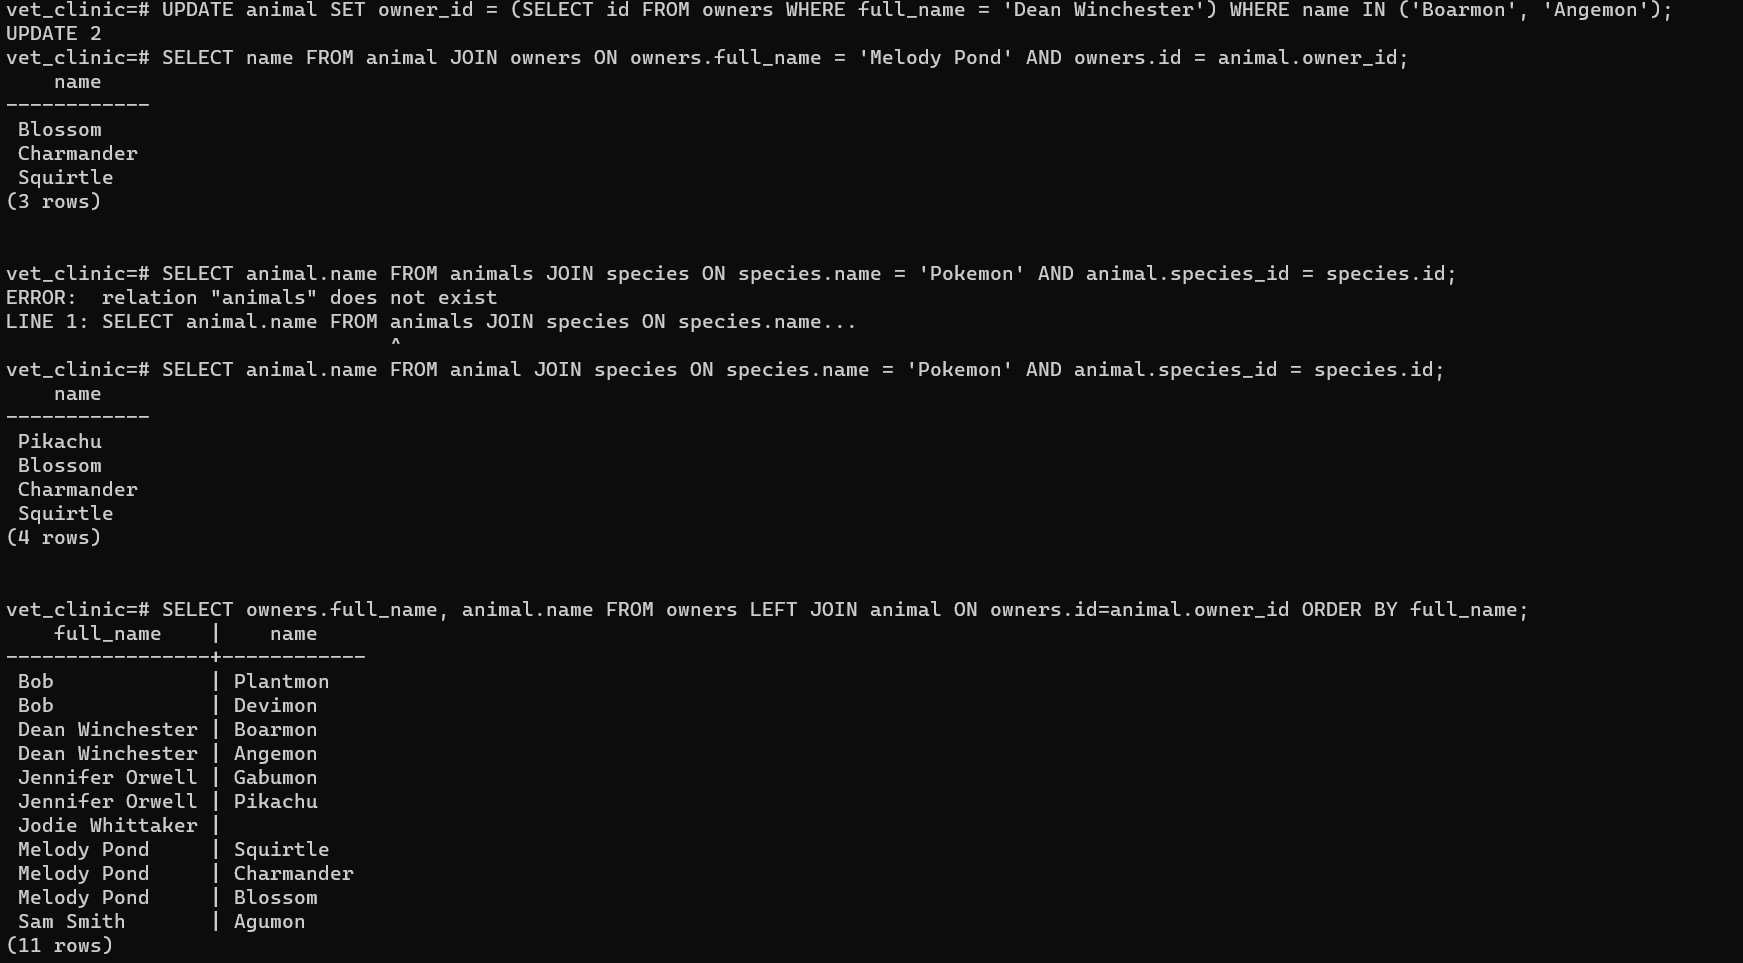 vet_clinic=# UPDATE animal SET owner_id = (SELECT id FROM owners WHERE full_name = 'Dean Winchester') WHERE name IN ('Boarmon', 'Angemon');
UPDATE 2
vet_clinic=# SELECT name FROM animal JOIN owners ON owners.full_name = 'Melody Pond' AND owners.id = animal.owner_id;
    name
------------
 Blossom
 Charmander
 Squirtle
(3 rows)


vet_clinic=# SELECT animal.name FROM animals JOIN species ON species.name = 'Pokemon' AND animal.species_id = species.id;
ERROR:  relation "animals" does not exist
LINE 1: SELECT animal.name FROM animals JOIN species ON species.name...
                                ^
vet_clinic=# SELECT animal.name FROM animal JOIN species ON species.name = 'Pokemon' AND animal.species_id = species.id;
    name
------------
 Pikachu
 Blossom
 Charmander
 Squirtle
(4 rows)


vet_clinic=# SELECT owners.full_name, animal.name FROM owners LEFT JOIN animal ON owners.id=animal.owner_id ORDER BY full_name;
    full_name    |    name
-----------------+------------
 Bob             | Plantmon
 Bob             | Devimon
 Dean Winchester | Boarmon
 Dean Winchester | Angemon
 Jennifer Orwell | Gabumon
 Jennifer Orwell | Pikachu
 Jodie Whittaker |
 Melody Pond     | Squirtle
 Melody Pond     | Charmander
 Melody Pond     | Blossom
 Sam Smith       | Agumon
(11 rows)